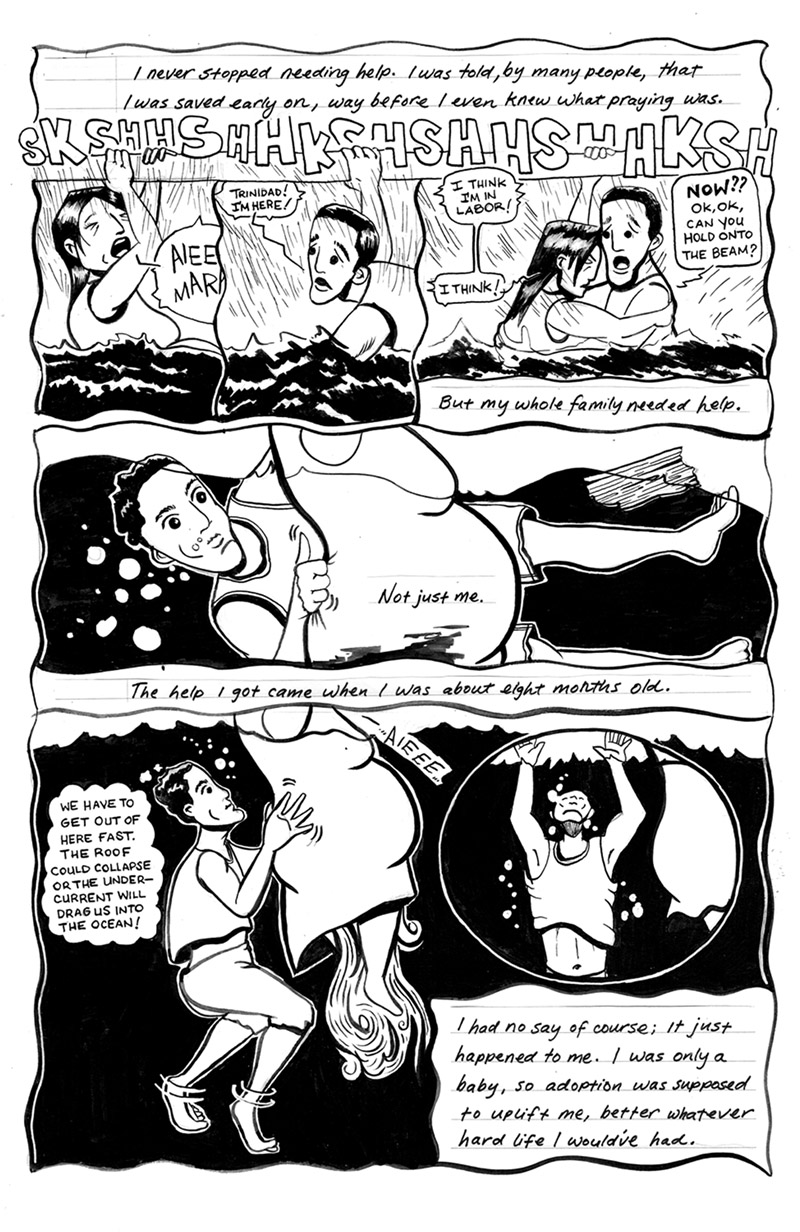 I never stopped needing help. I was told, by many people, that
I was saved early on, way before I even knew what praying was.
SKSHHSHHKSHSHHSHHKSH
AIEE
MARA
TRINIDAD!
I'M HERE!
I THINK
I'M IN
LABOR!
I THINK!
NOW??
OK, OK,
CAN YOU
HOLD ONTO
THE BEAM?
But my whole family needed help.
Not just me.
The help I got came when I was about eight months old.
...AIEEE...
WE HAVE TO
GET OUT OF
HERE FAST.
THE ROOF
COULD COLLAPSE
OR THE UNDER-
CURRENT WILL
DRAG US INTO
THE OCEAN!
I had no say of course; it just
happened to me. I was only a
baby, so adoption was supposed
to uplift me, better whatever
hard life I would've had.